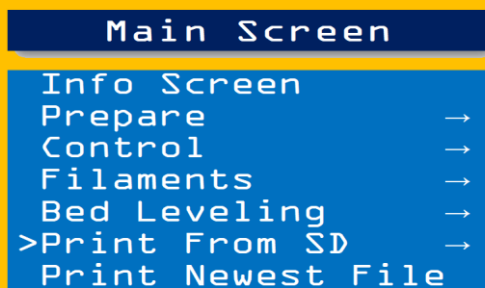 Main Screen
Info Screen
Prepare →
Control →
Filaments →
Bed Leveling →
>Print From SD →
Print Newest File